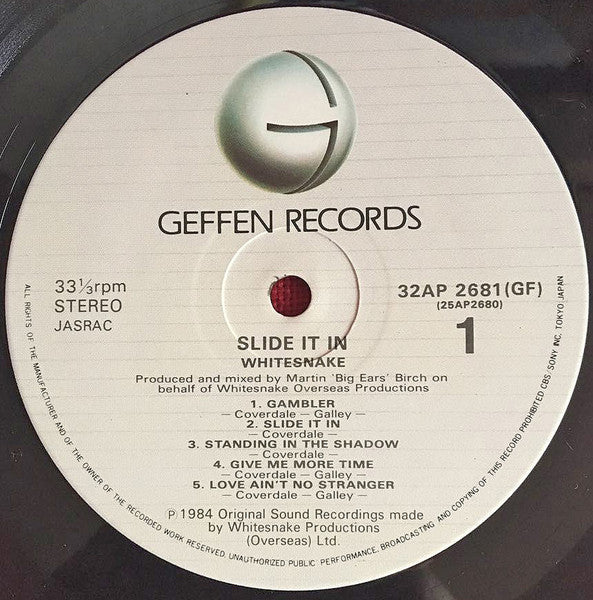 G
GEFFEN RECORDS
33⅓rpm
STEREO
JASRAC
32AP 2681(GF)
(25AP2680)
1
SLIDE IT IN
WHITESNAKE
Produced and mixed by Martin 'Big Ears' Birch on
behalf of Whitesnake Overseas Productions
1. GAMBLER
– Coverdale – Galley –
2. SLIDE IT IN
– Coverdale –
3. STANDING IN THE SHADOW
– Coverdale –
4. GIVE ME MORE TIME
– Coverdale – Galley –
5. LOVE AIN'T NO STRANGER
– Coverdale – Galley –
℗ 1984 Original Sound Recordings made
by Whitesnake Productions
(Overseas) Ltd.
ALL RIGHTS OF THE MANUFACTURER AND OF THE OWNER OF THE RECORDED WORK RESERVED. UNAUTHORIZED PUBLIC PERFORMANCE, BROADCASTING AND COPYING OF THIS RECORD PROHIBITED CBS/SONY INC. TOKYO JAPAN